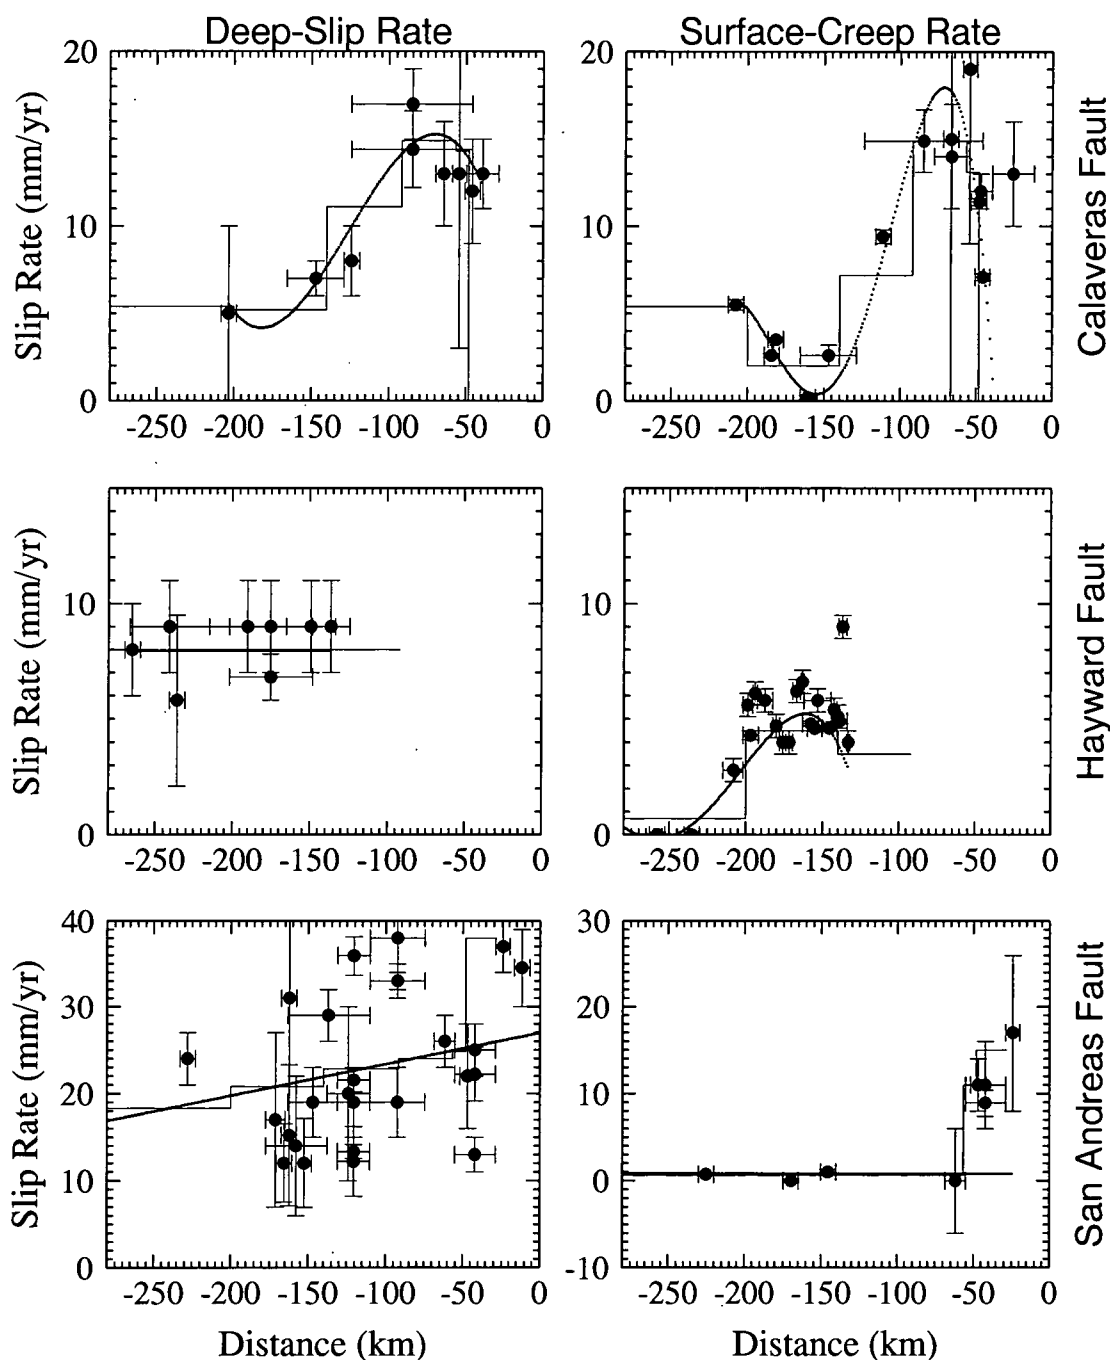 Deep-Slip Rate
Surface-Creep Rate
Slip Rate (mm/yr)
20
10
0
-250 -200 -150 -100 -50 0
20
15
10
5
0
-250 -200 -150 -100 -50 0
Calaveras Fault
Slip Rate (mm/yr)
10
0
-250 -200 -150 -100 -50 0
10
0
-250 -200 -150 -100 -50 0
Hayward Fault
Slip Rate (mm/yr)
40
30
20
10
0
-250 -200 -150 -100 -50 0
Distance (km)
30
20
10
0
-10
-250 -200 -150 -100 -50 0
Distance (km)
San Andreas Fault